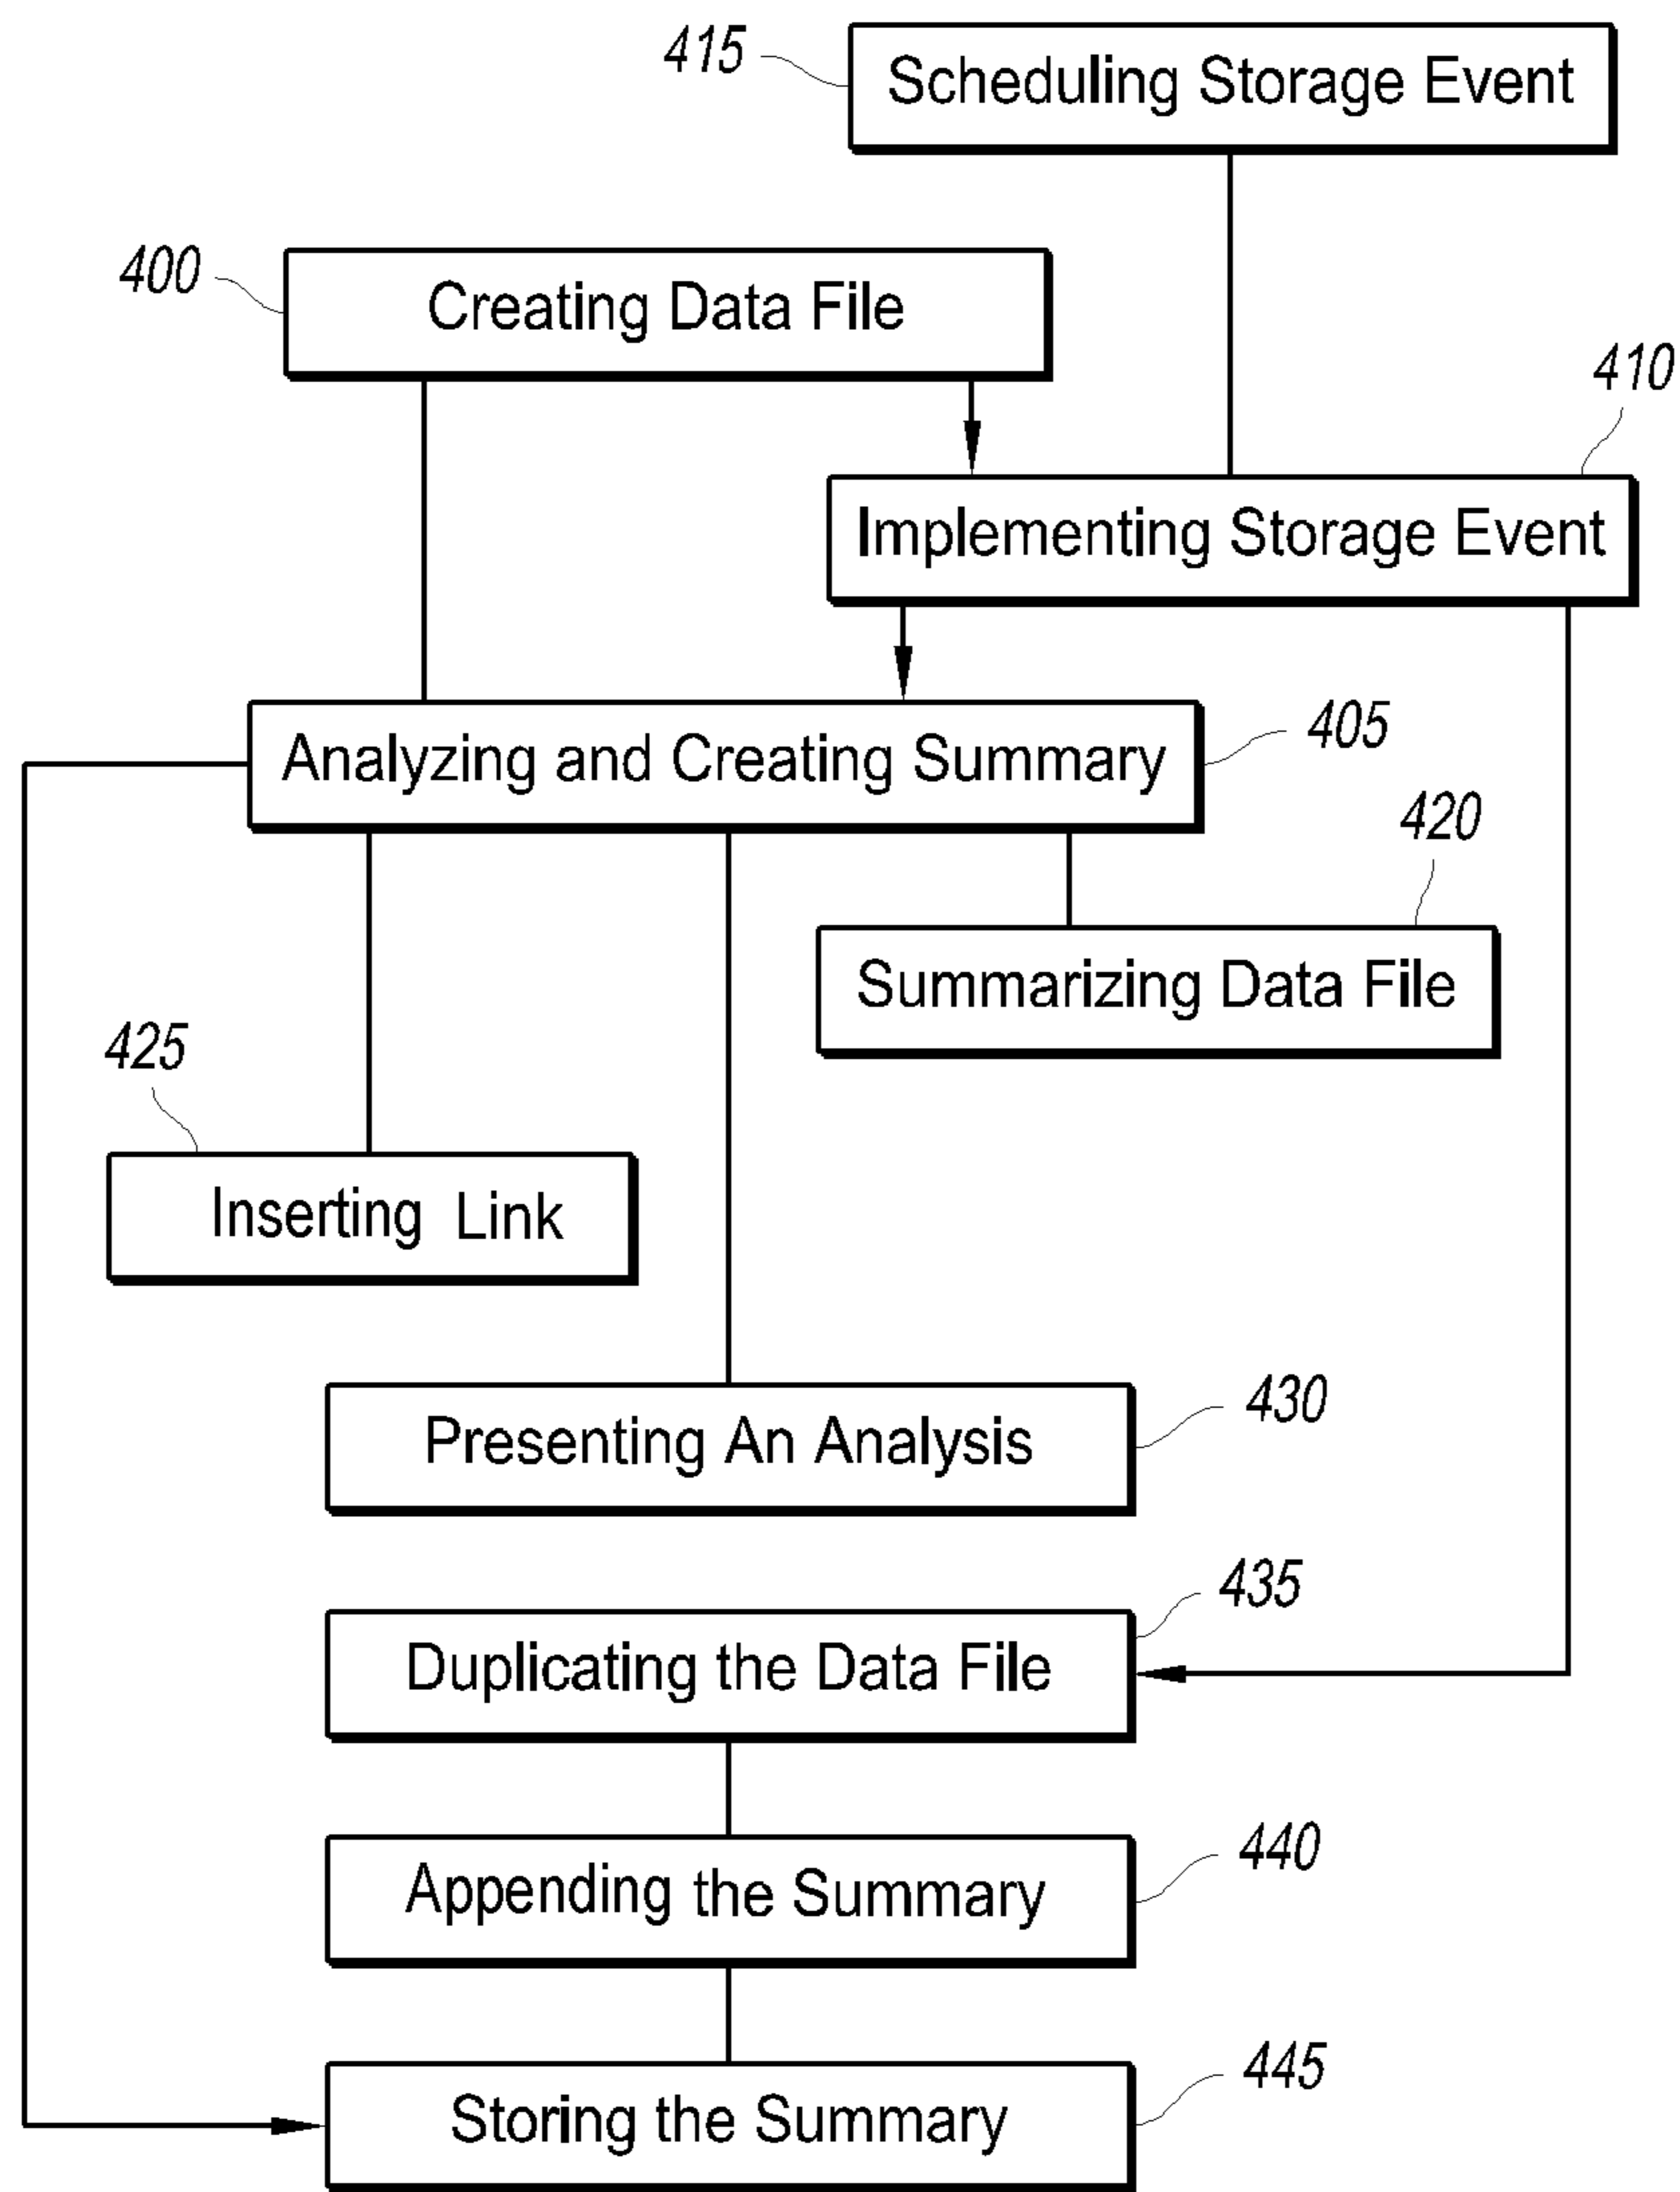 415
Scheduling Storage Event
400
Creating Data File
410
Implementing Storage Event
Analyzing and Creating Summary
405
420
Summarizing Data File
425
Inserting Link
Presenting An Analysis
430
435
Duplicating the Data File
440
Appending the Summary
445
Storing the Summary